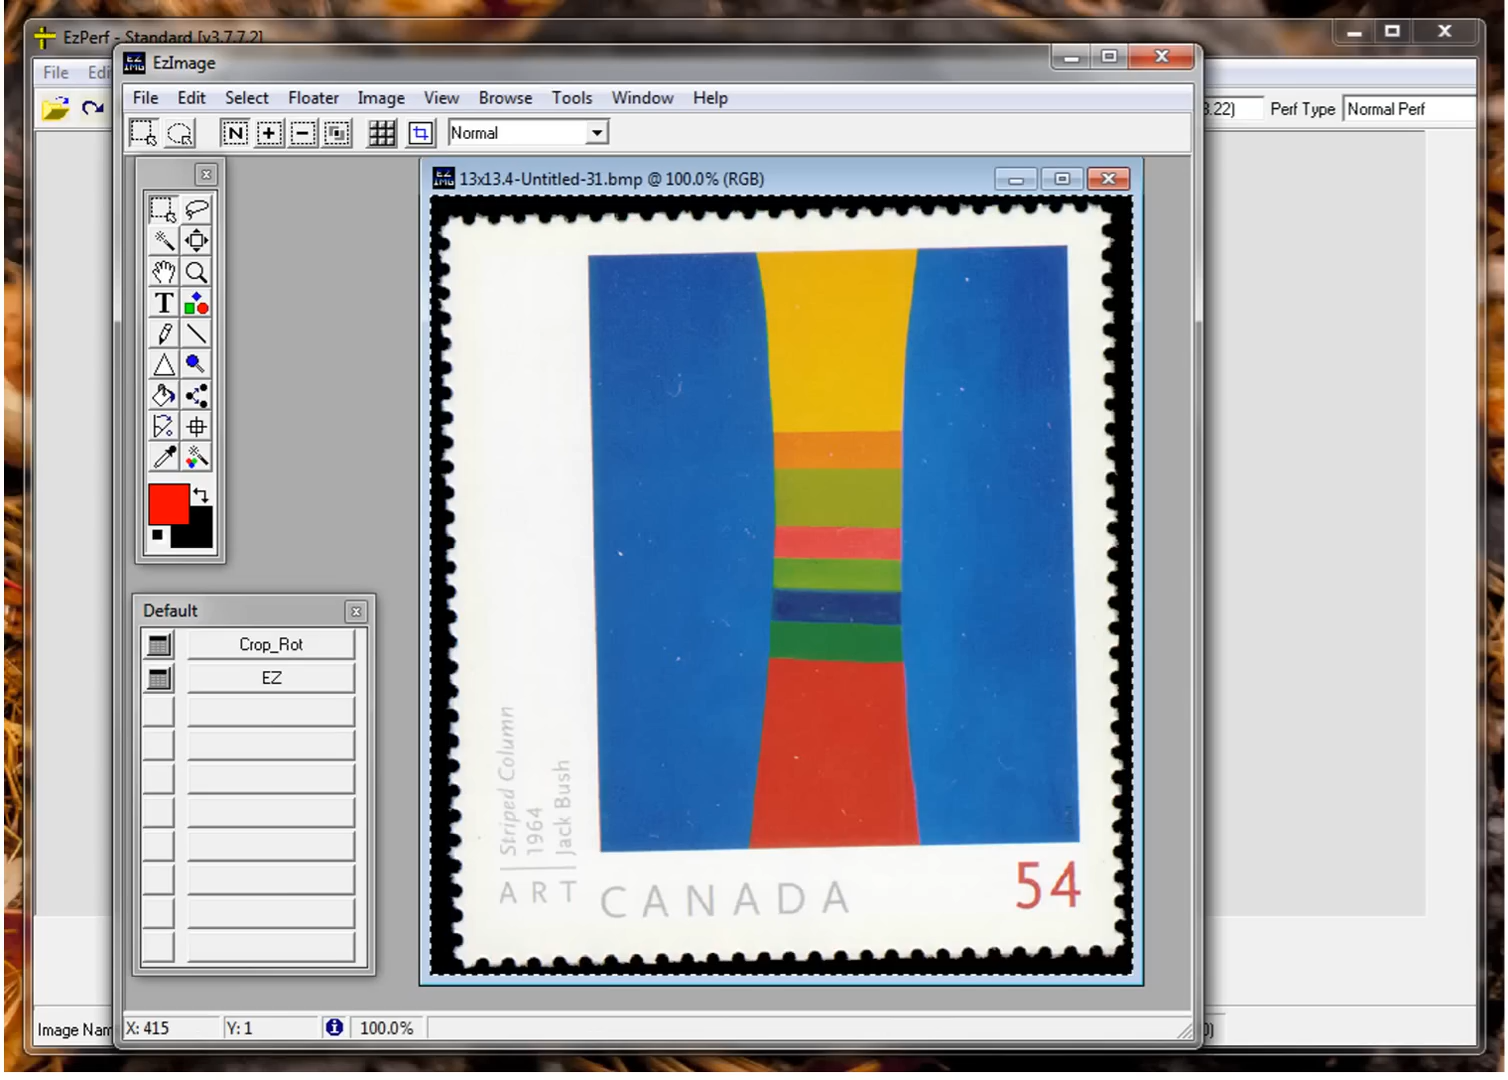 EzPerf - Standard [v3.7.7.2]
File Edi
.22) Perf Type Normal Perf
EzImage
File Edit Select Floater Image View Browse Tools Window Help
N Normal
13x13.4-Untitled-31.bmp @ 100.0% (RGB)
T
Default
Crop_Rot
EZ
Striped Column
1964
Jack Bush
ART
CANADA
54
Image Nam
X: 415 Y: 1 100.0%